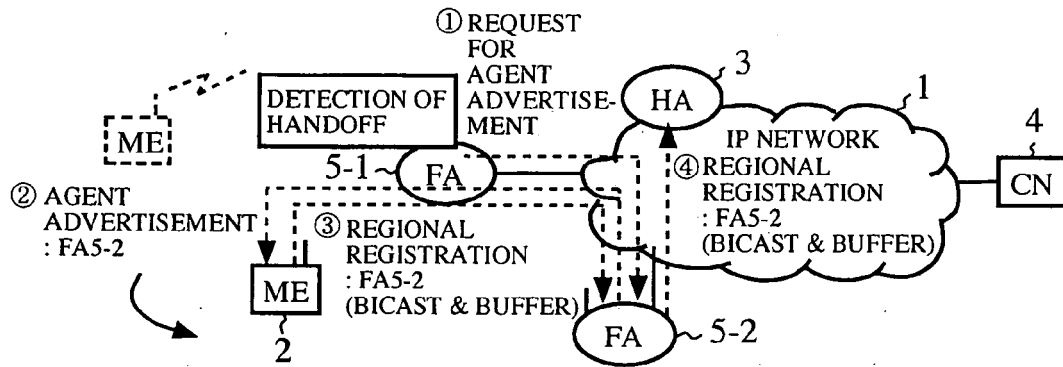 ① REQUEST
FOR
AGENT
ADVERTISE-
MENT
DETECTION OF
HANDOFF
ME
5-1
FA
3
HA
1
IP NETWORK
④ REGIONAL
REGISTRATION
: FA5-2
(BICAST & BUFFER)
4
CN
② AGENT
ADVERTISEMENT
: FA5-2
③ REGIONAL
REGISTRATION
: FA5-2
(BICAST & BUFFER)
ME
2
FA
5-2